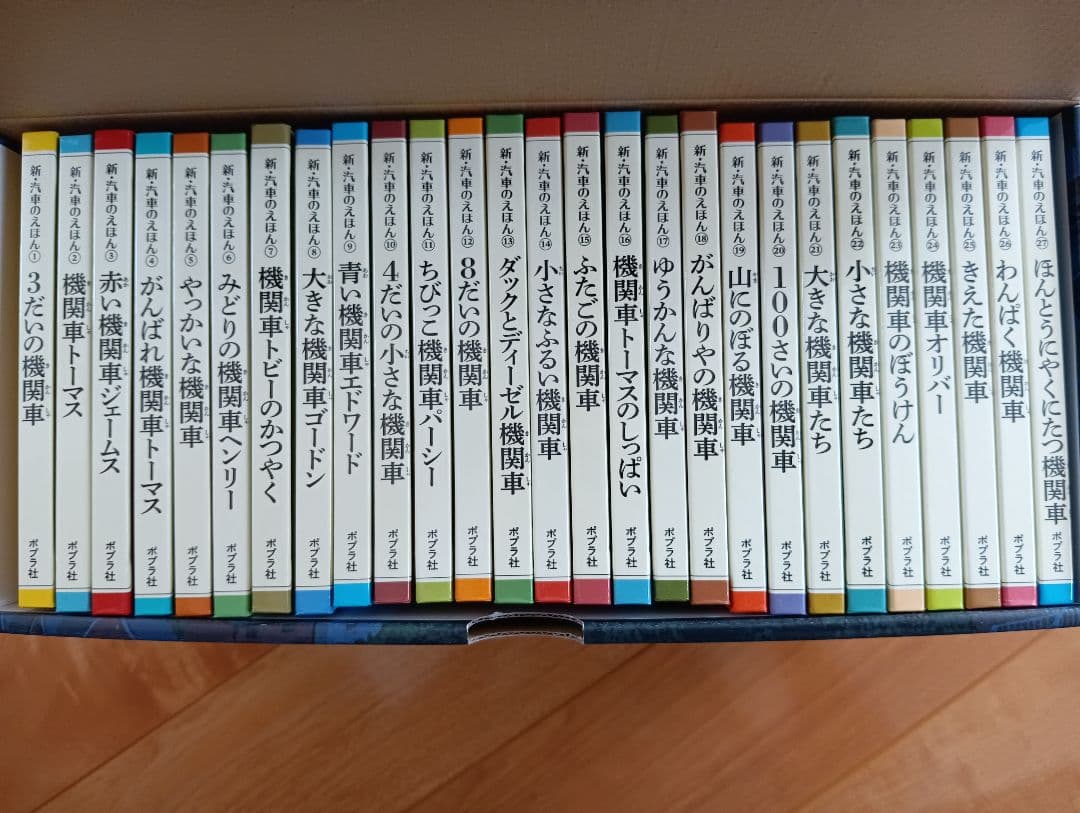 新・汽車のえほん① 3だいの機関車 ポプラ社
新・汽車のえほん② 機関車トーマス ポプラ社
新・汽車のえほん③ 赤い機関車ジェームス ポプラ社
新・汽車のえほん④ がんばれ機関車トーマス ポプラ社
新・汽車のえほん⑤ やっかいな機関車 ポプラ社
新・汽車のえほん⑥ みどりの機関車ヘンリー ポプラ社
新・汽車のえほん⑦ 機関車トビーのかつやく ポプラ社
新・汽車のえほん⑧ 大きな機関車ゴードン ポプラ社
新・汽車のえほん⑨ 青い機関車エドワード ポプラ社
新・汽車のえほん⑩ 4だいの小さな機関車 ポプラ社
新・汽車のえほん⑪ ちびっこ機関車パーシー ポプラ社
新・汽車のえほん⑫ 8だいの機関車 ポプラ社
新・汽車のえほん⑬ ダックとディーゼル機関車 ポプラ社
新・汽車のえほん⑭ 小さなふるい機関車 ポプラ社
新・汽車のえほん⑮ ふたごの機関車 ポプラ社
新・汽車のえほん⑯ 機関車トーマスのしっぱい ポプラ社
新・汽車のえほん⑰ ゆうかんな機関車 ポプラ社
新・汽車のえほん⑱ がんばりやの機関車 ポプラ社
新・汽車のえほん⑲ 山にのぼる機関車 ポプラ社
新・汽車のえほん⑳ 100さいの機関車 ポプラ社
新・汽車のえほん㉑ 大きな機関車たち ポプラ社
新・汽車のえほん㉒ 小さな機関車たち ポプラ社
新・汽車のえほん㉓ 機関車のぼうけん ポプラ社
新・汽車のえほん㉔ 機関車オリバー ポプラ社
新・汽車のえほん㉕ きえた機関車 ポプラ社
新・汽車のえほん㉖ わんぱく機関車 ポプラ社
新・汽車のえほん㉗ ほんとうにやくにたつ機関車 ポプラ社